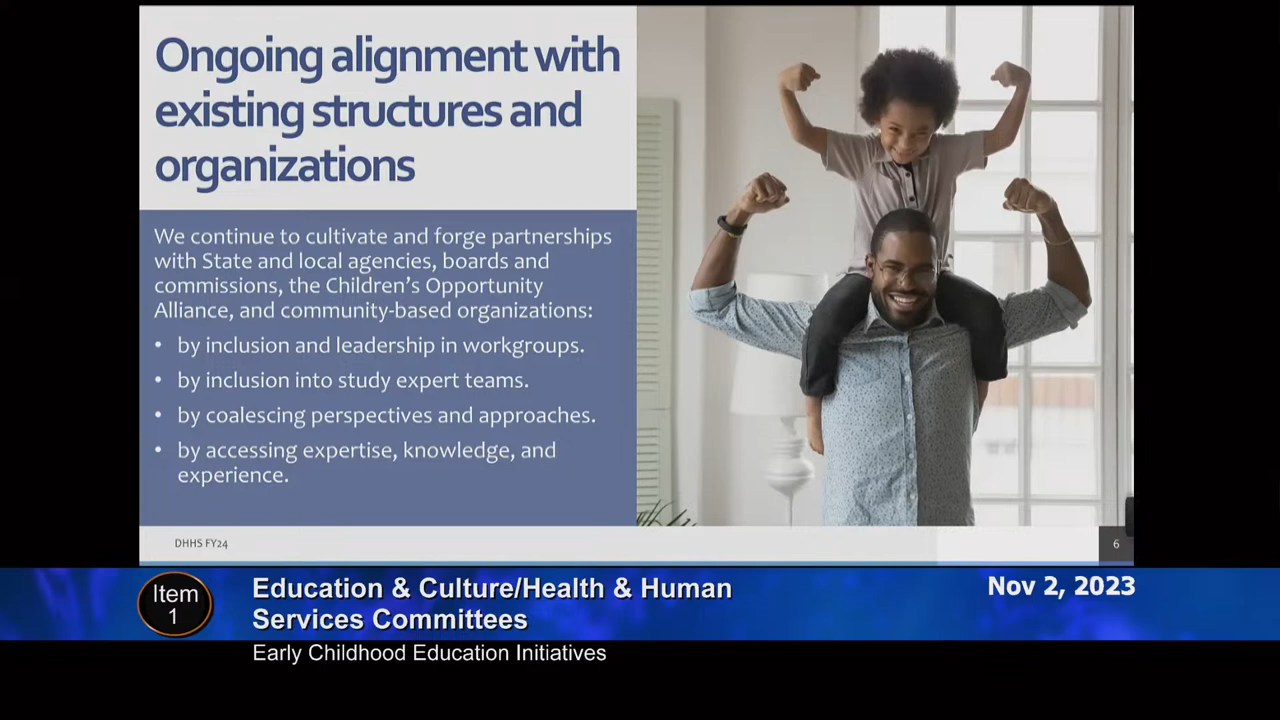 Ongoing alignment with
existing structures and
organizations
We continue to cultivate and forge partnerships
with State and local agencies, boards and
commissions, the Children's Opportunity
Alliance, and community-based organizations:
• by inclusion and leadership in workgroups.
• by inclusion into study expert teams.
• by coalescing perspectives and approaches.
• by accessing expertise, knowledge, and
experience.
DHHS FY24
6
Item
1
Education & Culture/Health & Human
Services Committees
Nov 2, 2023
Early Childhood Education Initiatives